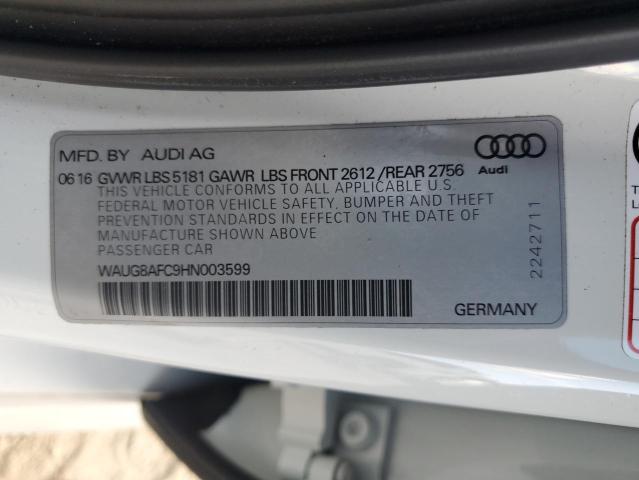 MFD. BY AUDI AG
06 16 GVWR LBS 5181 GAWR LBS FRONT 2612 /REAR 2756
THIS VEHICLE CONFORMS TO ALL APPLICABLE U.S.
FEDERAL MOTOR VEHICLE SAFETY, BUMPER AND THEFT
PREVENTION STANDARDS IN EFFECT ON THE DATE OF
MANUFACTURE SHOWN ABOVE
PASSENGER CAR
WAUG8AFC9HN003599
GERMANY
Audi
2242711